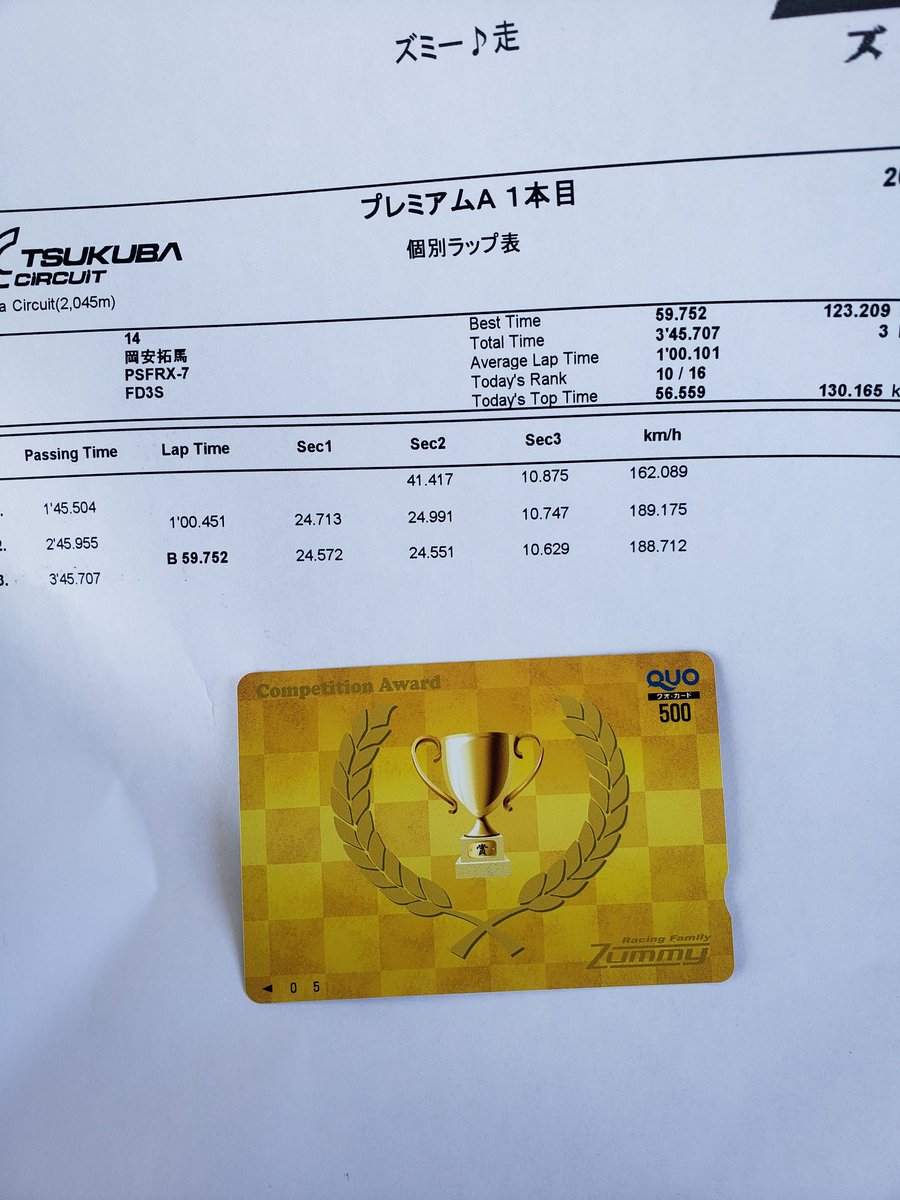 ズミー♪走
ズ
プレミアムA 1本目
個別ラップ表
TSUKUBA
CIRCUIT
a Circuit(2,045m)
14
岡安拓馬
PSFRX-7
FD3S
Best Time 59.752 123.209
Total Time 3'45.707 3
Average Lap Time 1'00.101
Today's Rank 10 / 16
Today's Top Time 56.559 130.165 k
Passing Time Lap Time Sec1 Sec2 Sec3 km/h
41.417 10.875 162.089
1'45.504
1'00.451 24.713 24.991 10.747 189.175
2. 2'45.955
B 59.752 24.572 24.551 10.629 188.712
3. 3'45.707
Competition Award
QUO
クオ・カード
500
賞
Racing Family
Zummy
◀ 0 5